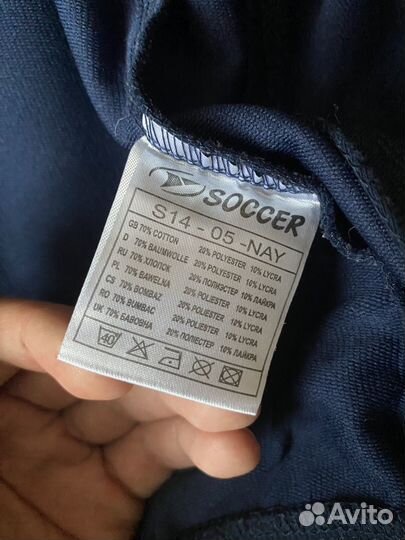 SOCCER
S14 - 05 - NAY
GB 70% COTTON 20% POLYESTER 10% LYCRA
D 70% BAUMWOLLE 20% POLYESTER 10% LYCRA
RU 70% ХЛОПОК 20% ПОЛИЭСТЕР 10% ЛАЙКРА
PL 70% BAWELNA 20% POLIESTER 10% LYCRA
CS 70% BOMBAZ 20% POLIESTER 10% LYCRA
RO 70% BUMBAC 20% POLIESTER 10% LYCRA
UK 70% БАВОВНА 20% ПОЛІЕСТЕР 10% ЛАЙКРА
40
Avito